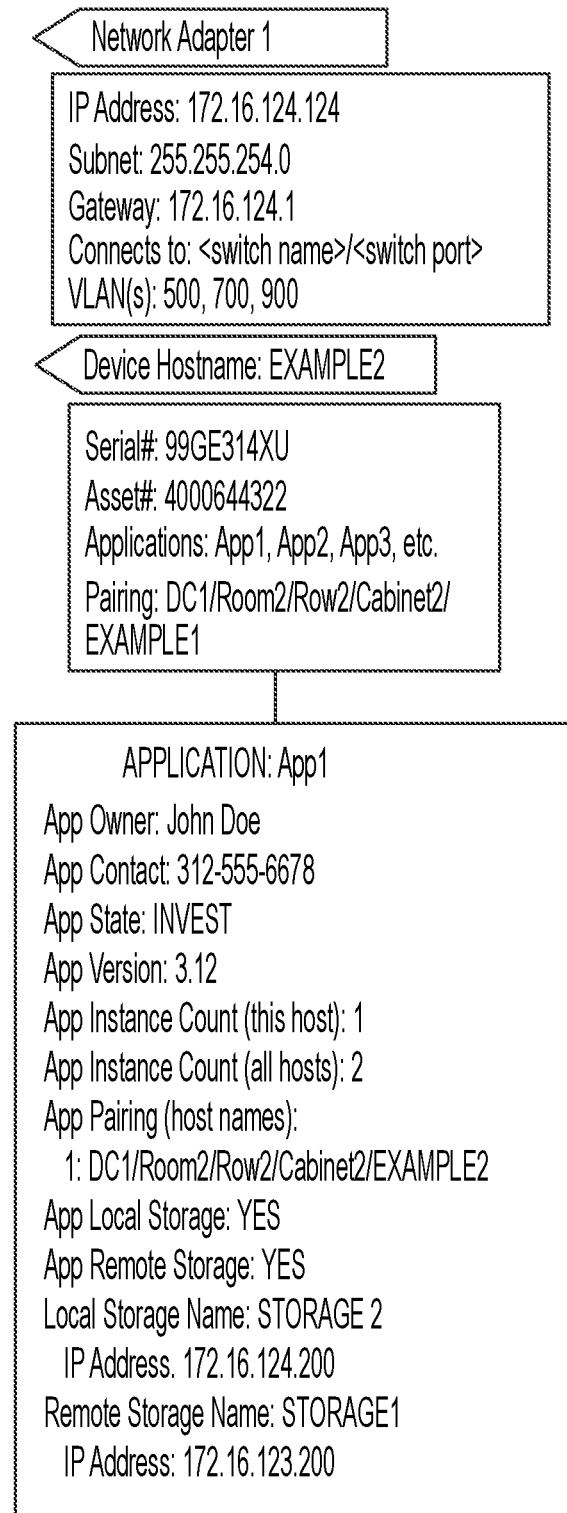 Network Adapter 1
IP Address: 172.16.124.124
Subnet: 255.255.254.0
Gateway: 172.16.124.1
Connects to: <switch name>/<switch port>
VLAN(s): 500, 700, 900
Device Hostname: EXAMPLE2
Serial#: 99GE314XU
Asset#: 4000644322
Applications: App1, App2, App3, etc.
Pairing: DC1/Room2/Row2/Cabinet2/
EXAMPLE1
APPLICATION: App1
App Owner: John Doe
App Contact: 312-555-6678
App State: INVEST
App Version: 3.12
App Instance Count (this host): 1
App Instance Count (all hosts): 2
App Pairing (host names):
1: DC1/Room2/Row2/Cabinet2/EXAMPLE2
App Local Storage: YES
App Remote Storage: YES
Local Storage Name: STORAGE 2
IP Address. 172.16.124.200
Remote Storage Name: STORAGE1
IP Address: 172.16.123.200